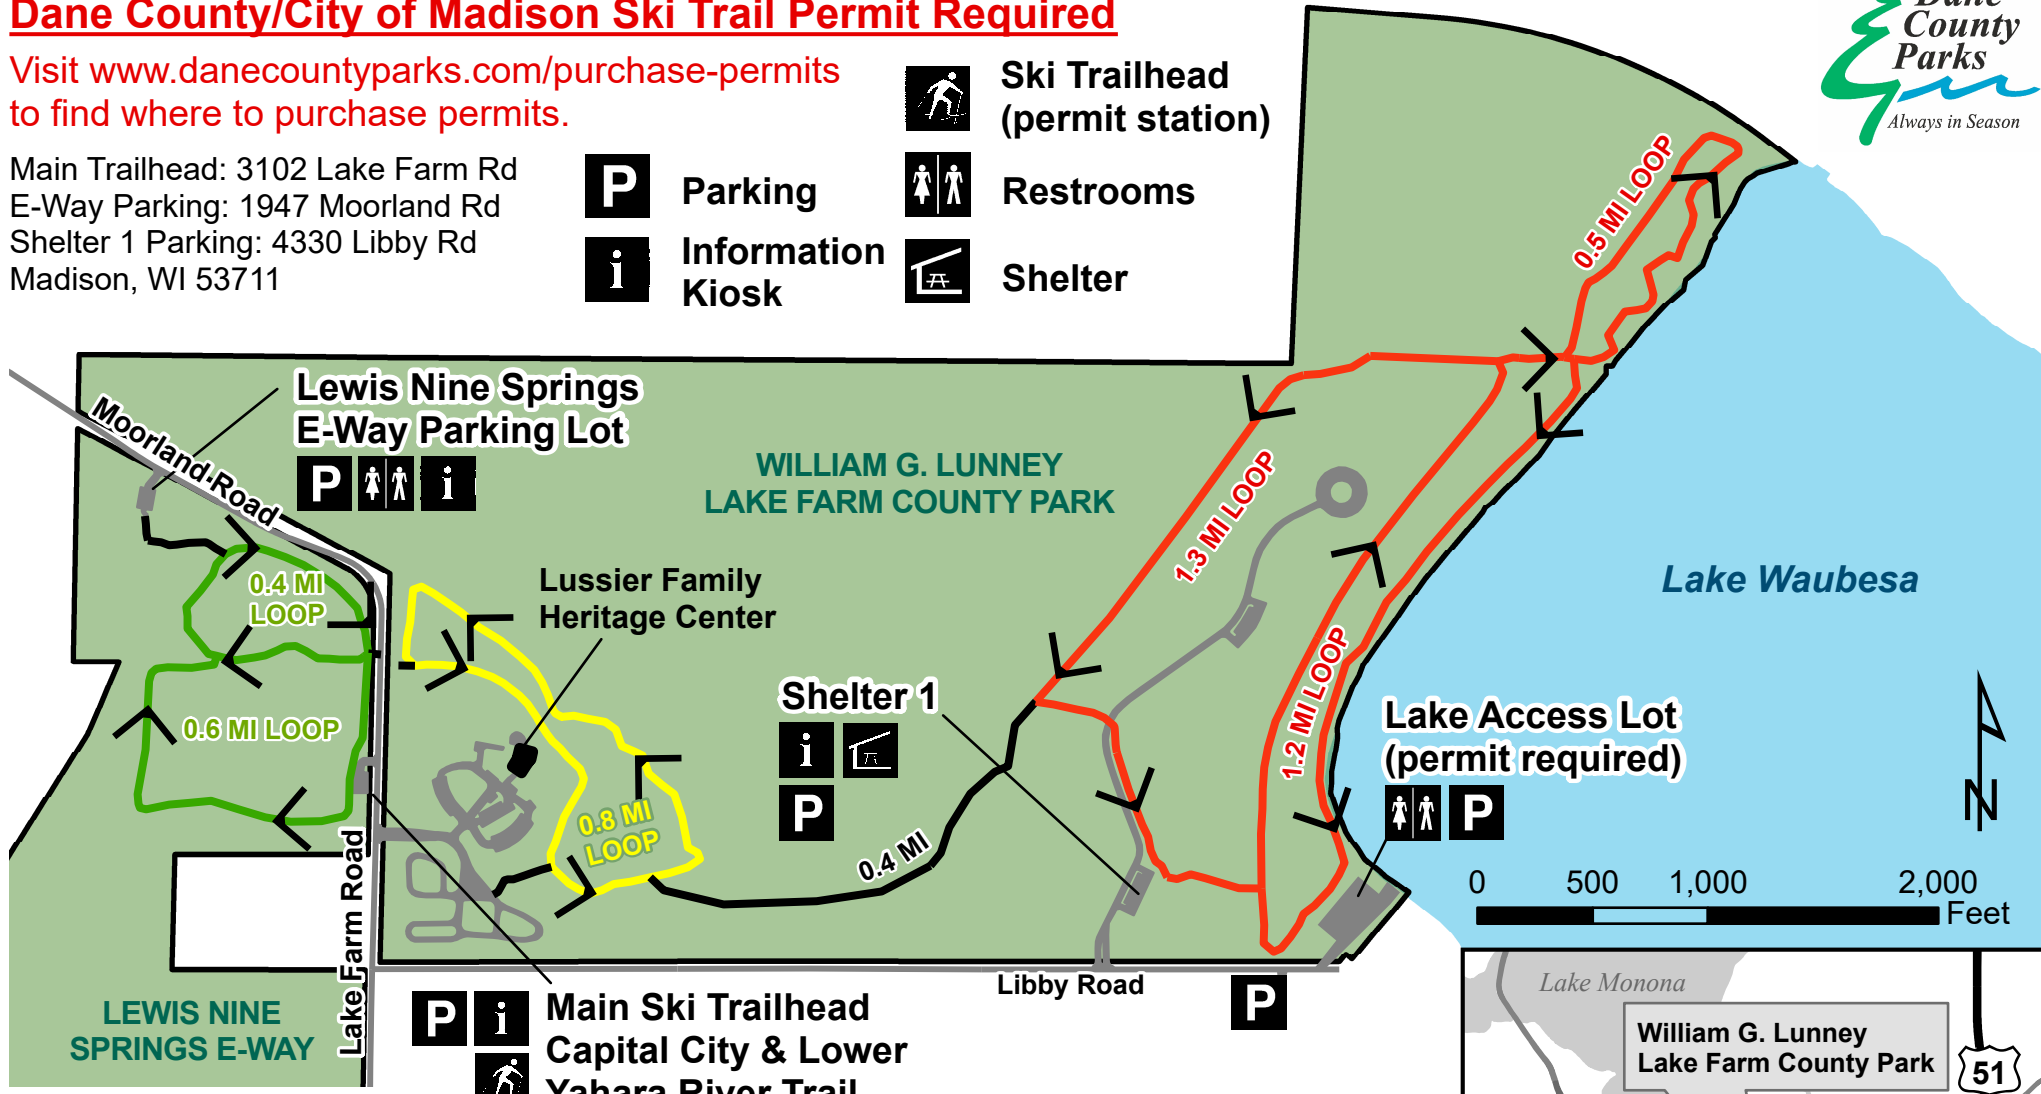 Dane County/City of Madison Ski Trail Permit Required
Visit www.danecountyparks.com/purchase-permits
to find where to purchase permits.
Main Trailhead: 3102 Lake Farm Rd
E-Way Parking: 1947 Moorland Rd
Shelter 1 Parking: 4330 Libby Rd
Madison, WI 53711
P
Parking
i
Information
Kiosk
Ski Trailhead
(permit station)
Restrooms
Shelter
Dane
County
Parks
Always in Season
0.5 MI LOOP
Lewis Nine Springs
E-Way Parking Lot
P
i
Moorland Road
WILLIAM G. LUNNEY
LAKE FARM COUNTY PARK
1.3 MI LOOP
Lake Waubesa
0.4 MI
LOOP
Lussier Family
Heritage Center
0.6 MI LOOP
Shelter 1
i
P
1.2 MI LOOP
Lake Access Lot
(permit required)
P
N
0.8 MI
LOOP
0.4 MI
0 500 1,000 2,000
Feet
Lake Farm Road
Libby Road
P
LEWIS NINE
SPRINGS E-WAY
P
i
Main Ski Trailhead
Capital City & Lower
Yahara River Trail
Lake Monona
William G. Lunney
Lake Farm County Park
51